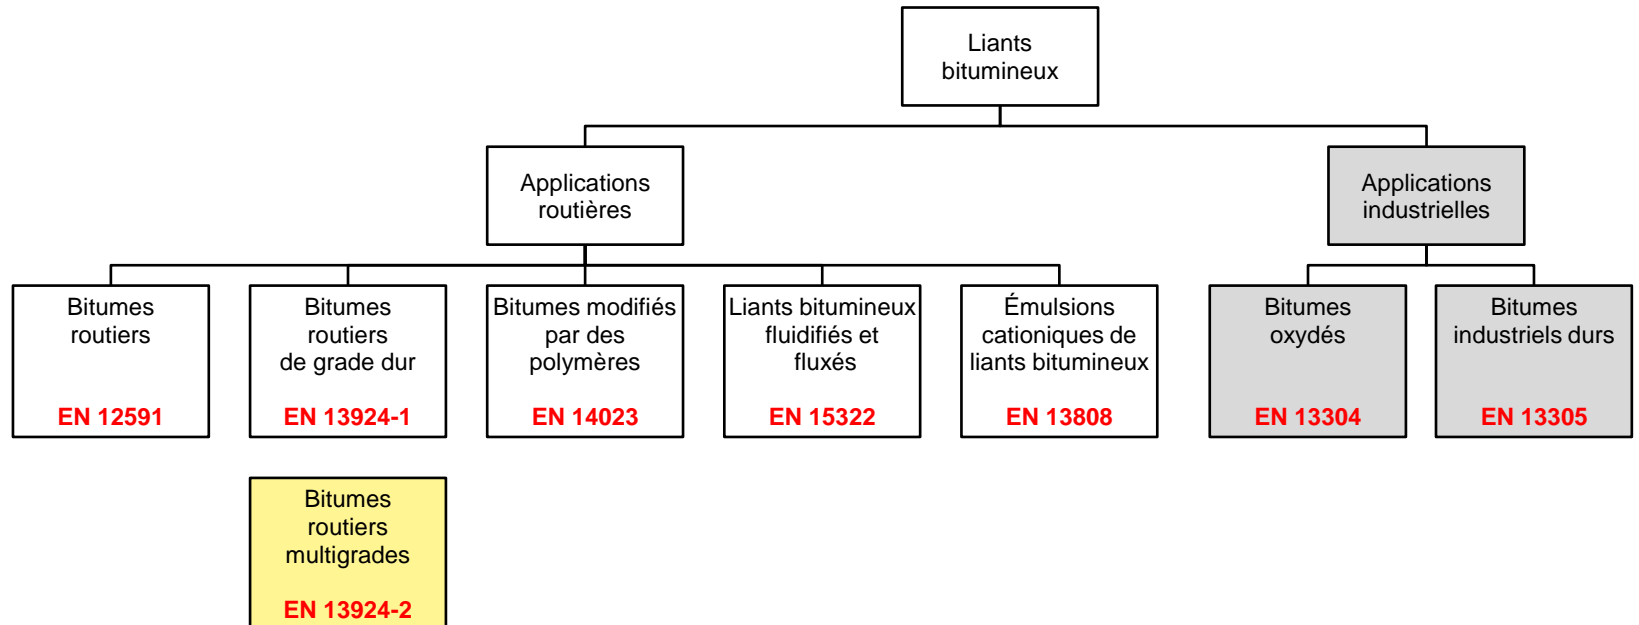 Liants
bitumineux
Applications
routières
Applications
industrielles
Bitumes
routiers
EN 12591
Bitumes
routiers
de grade dur
EN 13924-1
Bitumes modifiés
par des
polymères
EN 14023
Liants bitumineux
fluidifiés et
fluxés
EN 15322
Émulsions
cationiques de
liants bitumineux
EN 13808
Bitumes
oxydés
EN 13304
Bitumes
industriels durs
EN 13305
Bitumes
routiers
multigrades
EN 13924-2